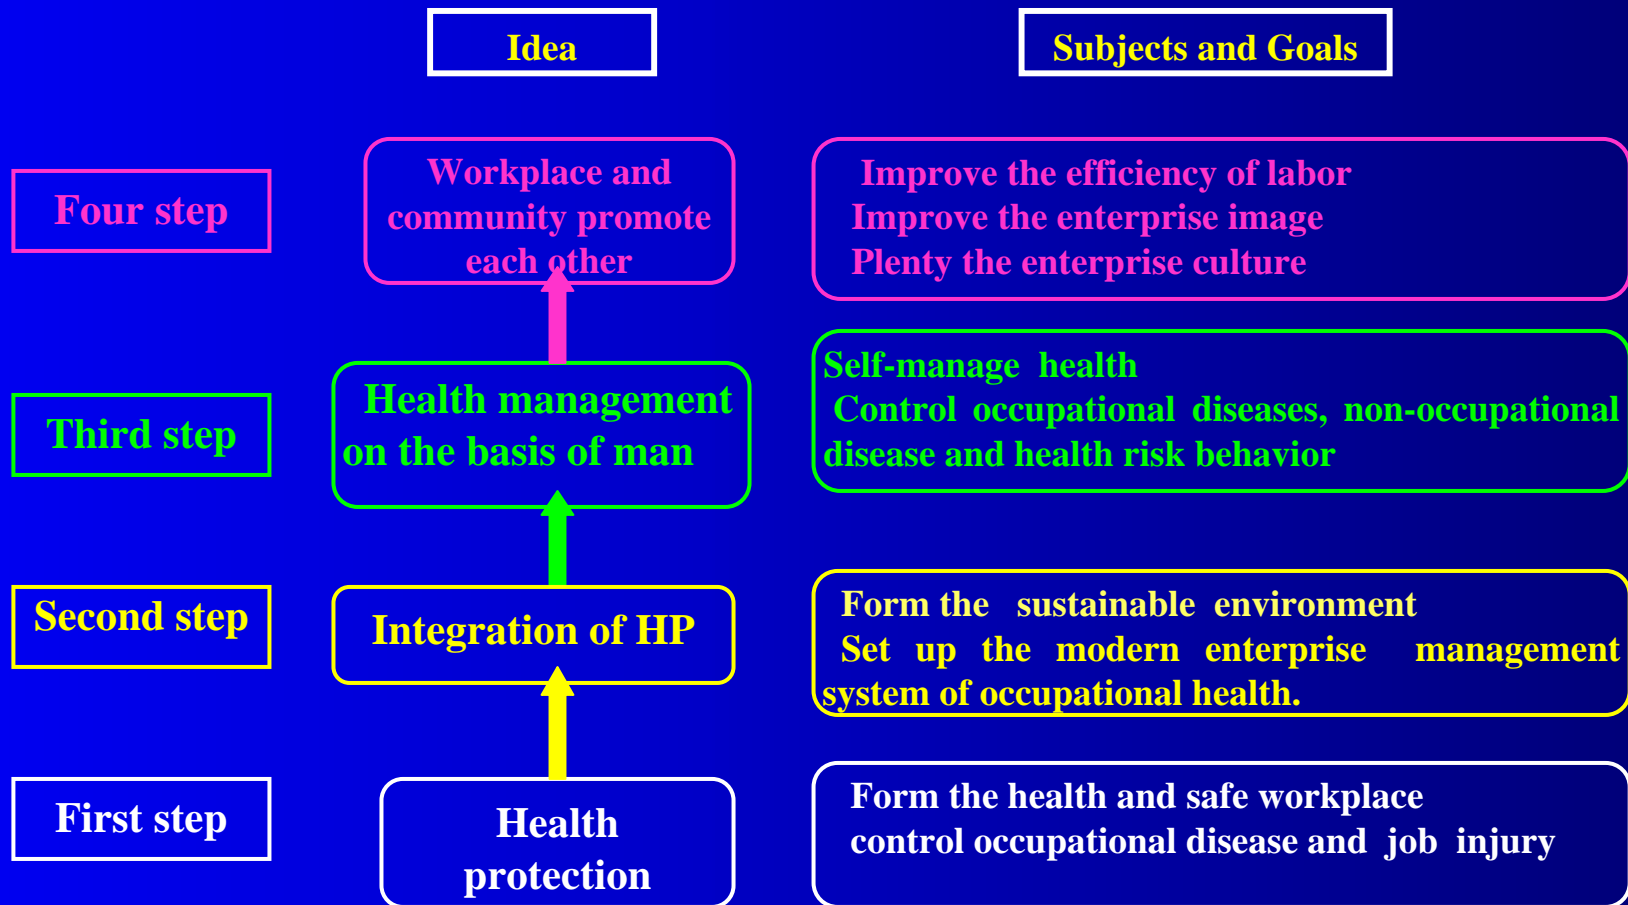 Idea
Subjects and Goals
Four step
Workplace and
community promote
each other
Improve the efficiency of labor
Improve the enterprise image
Plenty the enterprise culture
Third step
Health management
on the basis of man
Self-manage health
Control occupational diseases, non-occupational
disease and health risk behavior
Second step
Integration of HP
Form the sustainable environment
Set up the modern enterprise management
system of occupational health.
First step
Health
protection
Form the health and safe workplace
control occupational disease and job injury